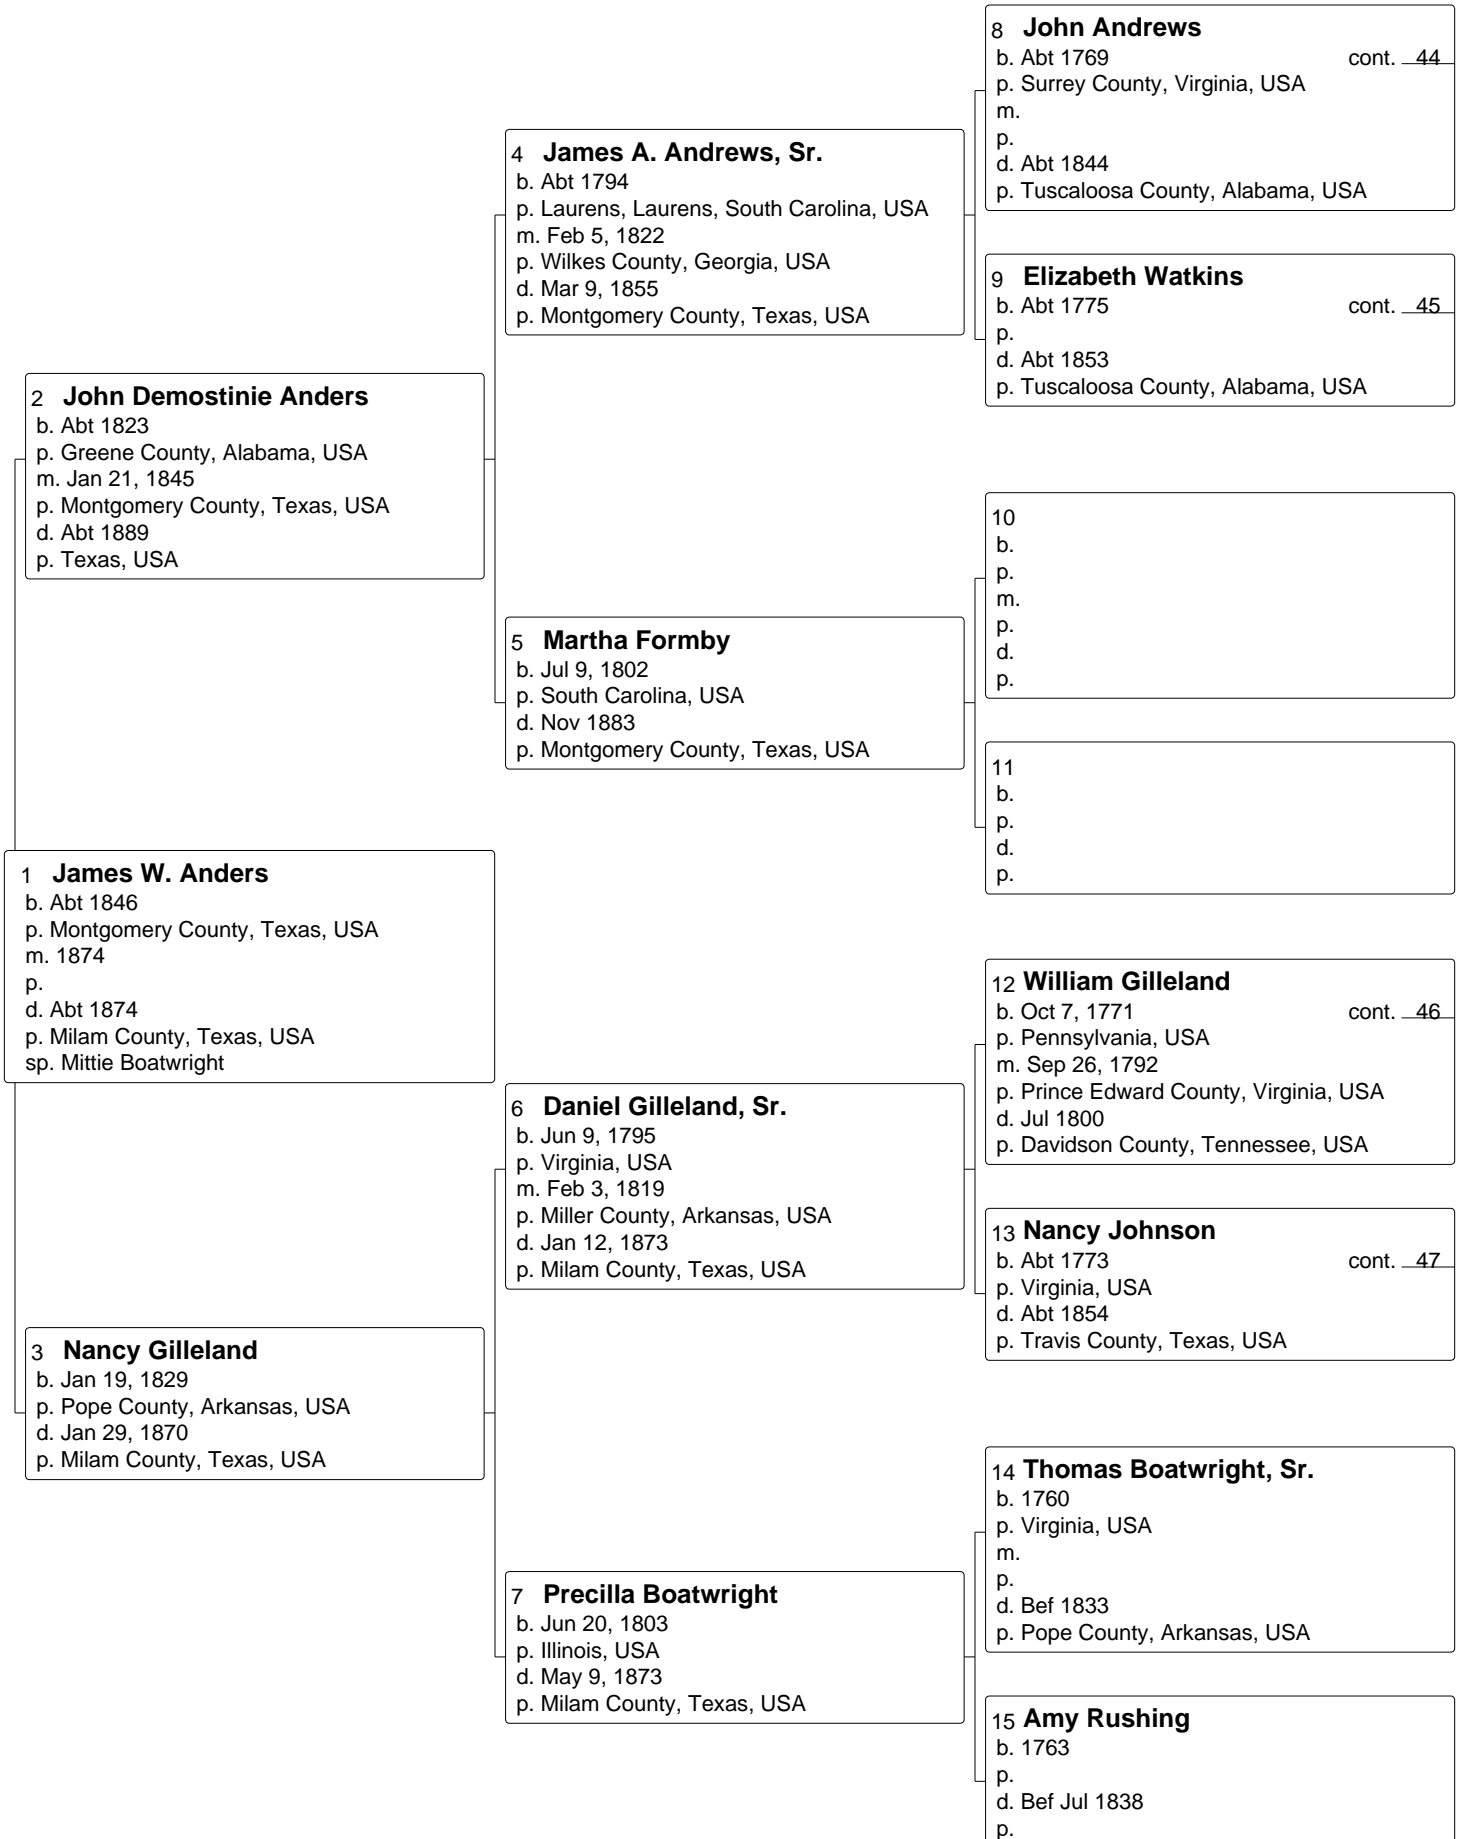 8 John Andrews
b. Abt 1769 cont. 44
p. Surrey County, Virginia, USA
m.
p.
d. Abt 1844
p. Tuscaloosa County, Alabama, USA
4 James A. Andrews, Sr.
b. Abt 1794
p. Laurens, Laurens, South Carolina, USA
m. Feb 5, 1822
p. Wilkes County, Georgia, USA
d. Mar 9, 1855
p. Montgomery County, Texas, USA
9 Elizabeth Watkins
b. Abt 1775 cont. 45
p.
d. Abt 1853
p. Tuscaloosa County, Alabama, USA
2 John Demostinie Anders
b. Abt 1823
p. Greene County, Alabama, USA
m. Jan 21, 1845
p. Montgomery County, Texas, USA
d. Abt 1889
p. Texas, USA
10
b.
p.
m.
p.
d.
p.
5 Martha Formby
b. Jul 9, 1802
p. South Carolina, USA
d. Nov 1883
p. Montgomery County, Texas, USA
11
b.
p.
d.
p.
1 James W. Anders
b. Abt 1846
p. Montgomery County, Texas, USA
m. 1874
p.
d. Abt 1874
p. Milam County, Texas, USA
sp. Mittie Boatwright
12 William Gilleland
b. Oct 7, 1771 cont. 46
p. Pennsylvania, USA
m. Sep 26, 1792
p. Prince Edward County, Virginia, USA
d. Jul 1800
p. Davidson County, Tennessee, USA
6 Daniel Gilleland, Sr.
b. Jun 9, 1795
p. Virginia, USA
m. Feb 3, 1819
p. Miller County, Arkansas, USA
d. Jan 12, 1873
p. Milam County, Texas, USA
13 Nancy Johnson
b. Abt 1773 cont. 47
p. Virginia, USA
d. Abt 1854
p. Travis County, Texas, USA
3 Nancy Gilleland
b. Jan 19, 1829
p. Pope County, Arkansas, USA
d. Jan 29, 1870
p. Milam County, Texas, USA
14 Thomas Boatwright, Sr.
b. 1760
p. Virginia, USA
m.
p.
d. Bef 1833
p. Pope County, Arkansas, USA
7 Precilla Boatwright
b. Jun 20, 1803
p. Illinois, USA
d. May 9, 1873
p. Milam County, Texas, USA
15 Amy Rushing
b. 1763
p.
d. Bef Jul 1838
p.